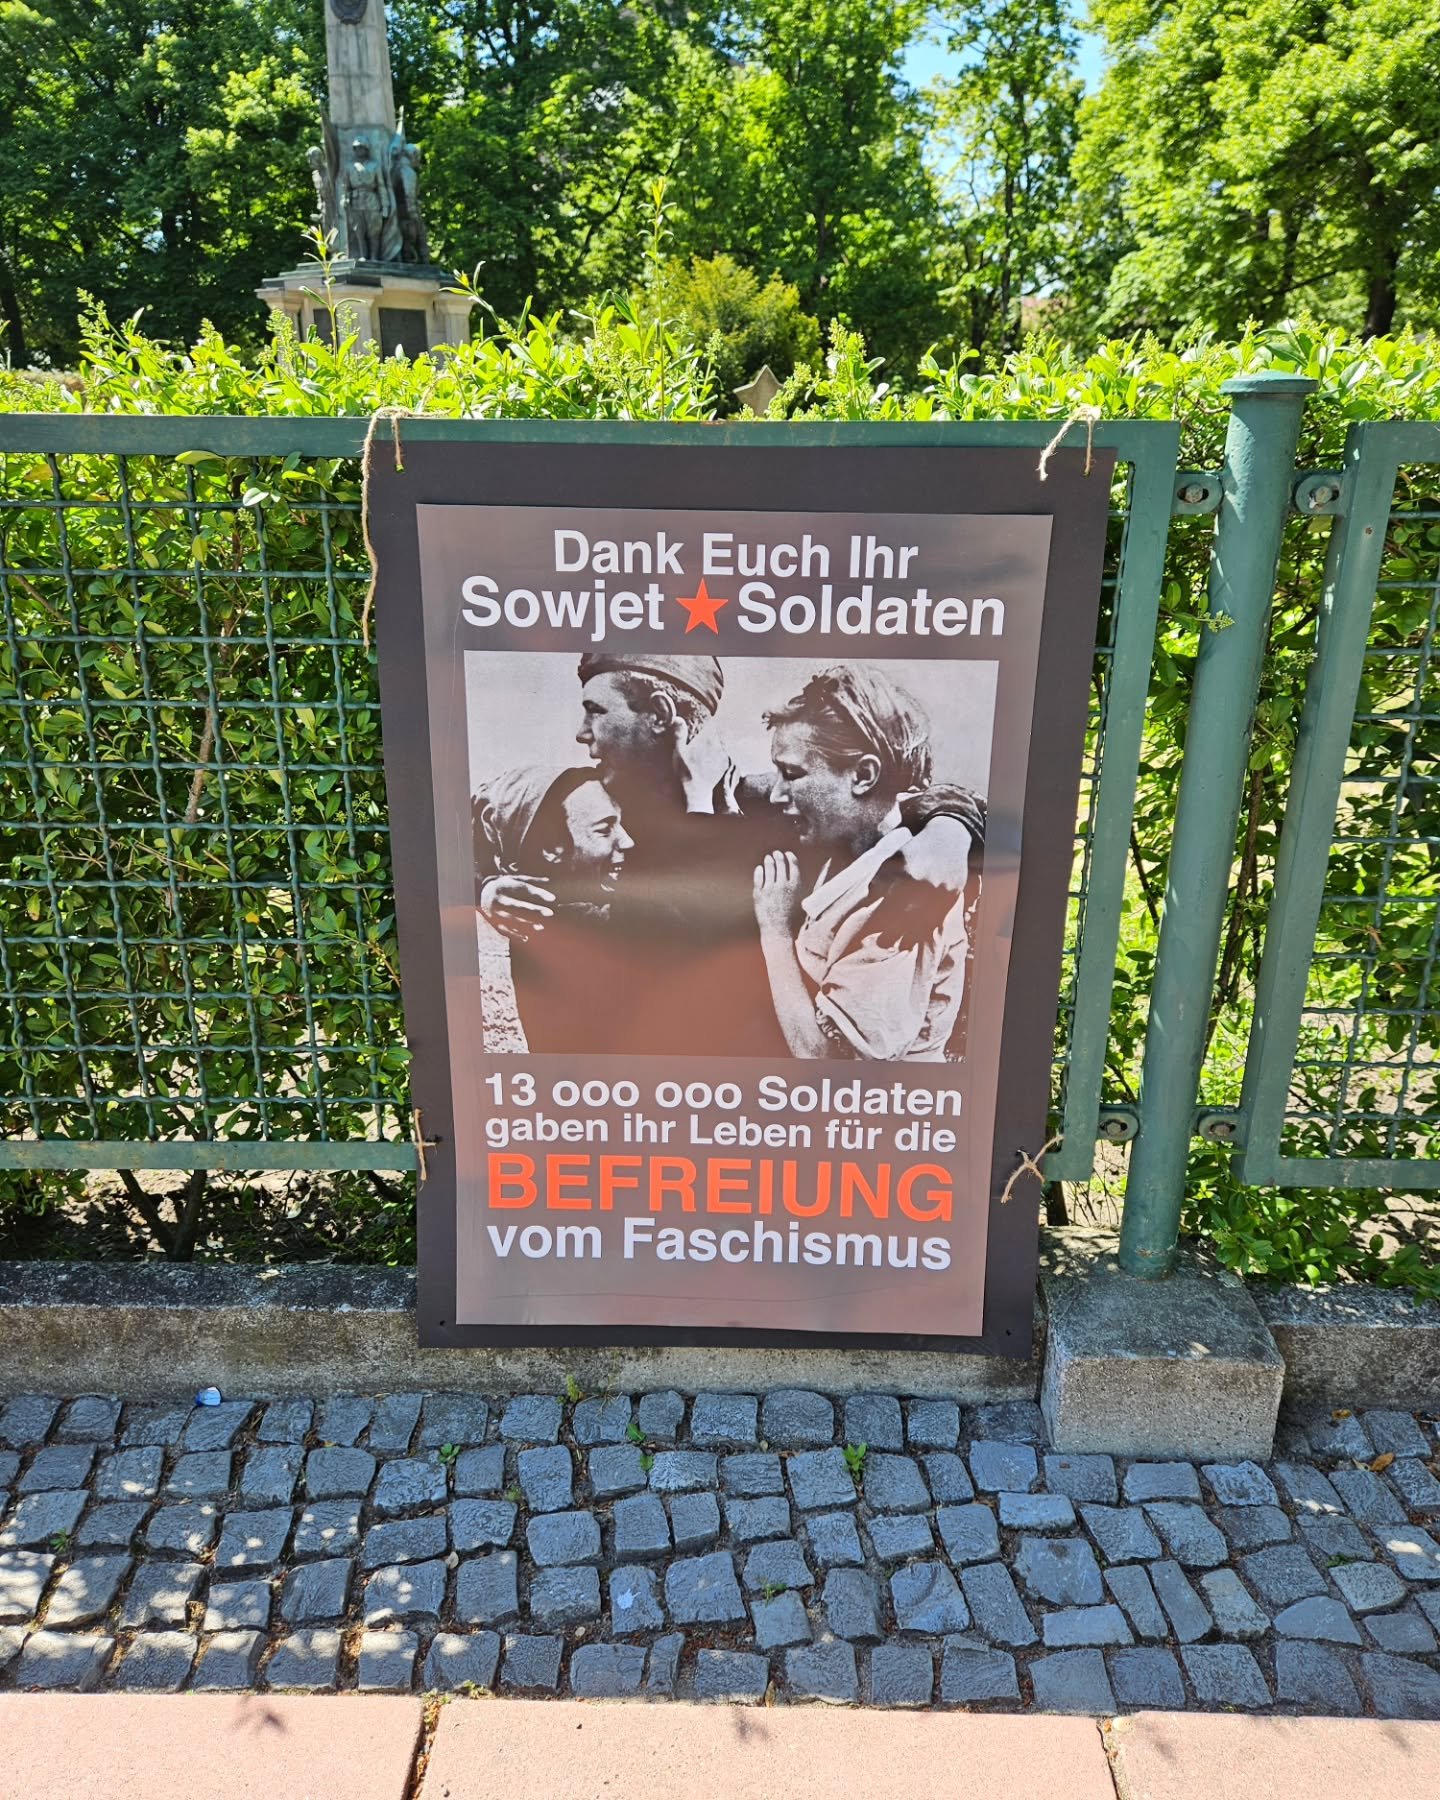 Dank Euch Ihr
Sowjet★Soldaten
13 ooo ooo Soldaten
gaben ihr Leben für die
BEFREIUNG
vom Faschismus